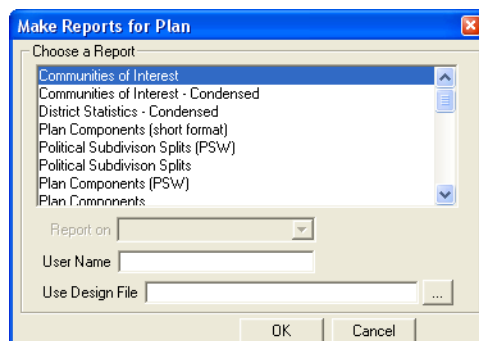 Make Reports for Plan
Choose a Report
Communities of Interest
Communities of Interest - Condensed
District Statistics - Condensed
Plan Components (short format)
Political Subdivison Splits (PSW)
Political Subdivison Splits
Plan Components (PSW)
Plan Components
Report on
User Name
Use Design File ...
OK Cancel